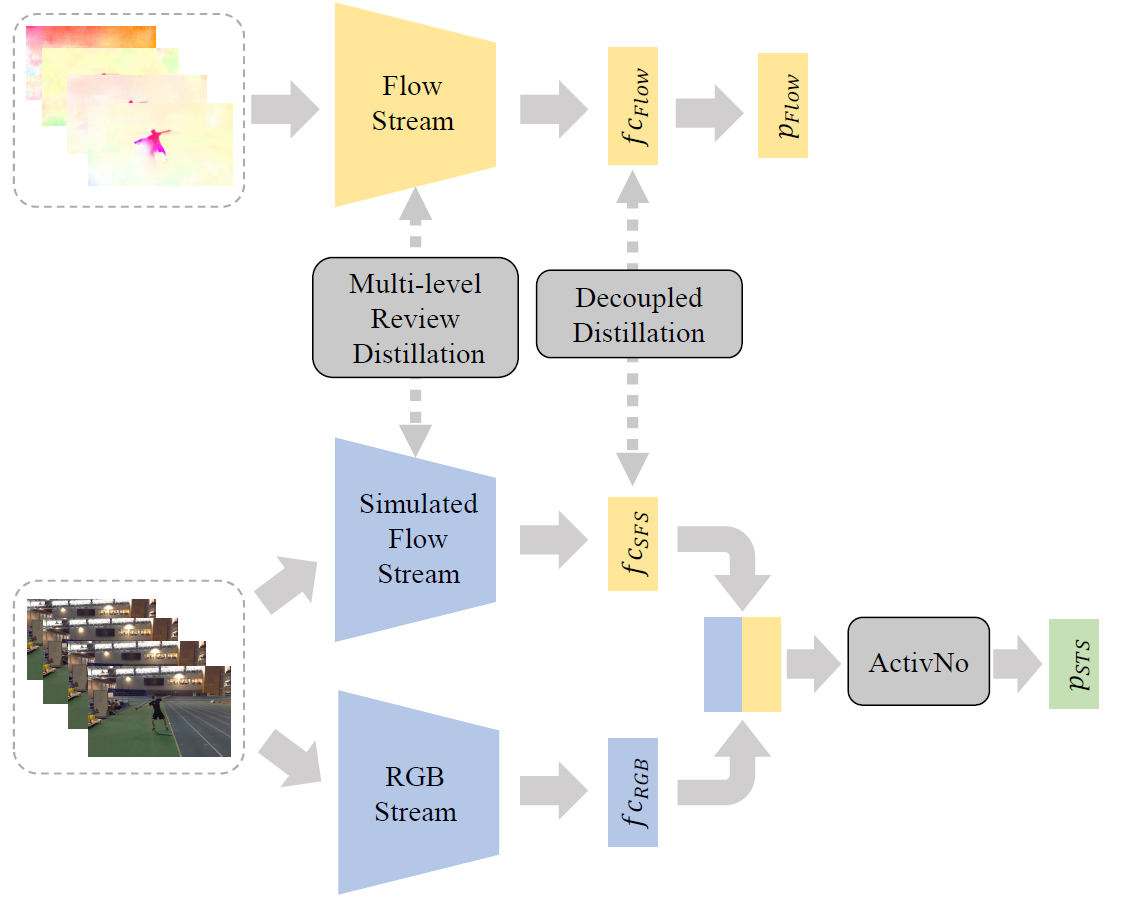 Flow
Stream
fc_{Flow}
p_{Flow}
Multi-level
Review
Distillation
Decoupled
Distillation
Simulated
Flow
Stream
fc_{SFS}
ActivNo
p_{STS}
RGB
Stream
fc_{RGB}